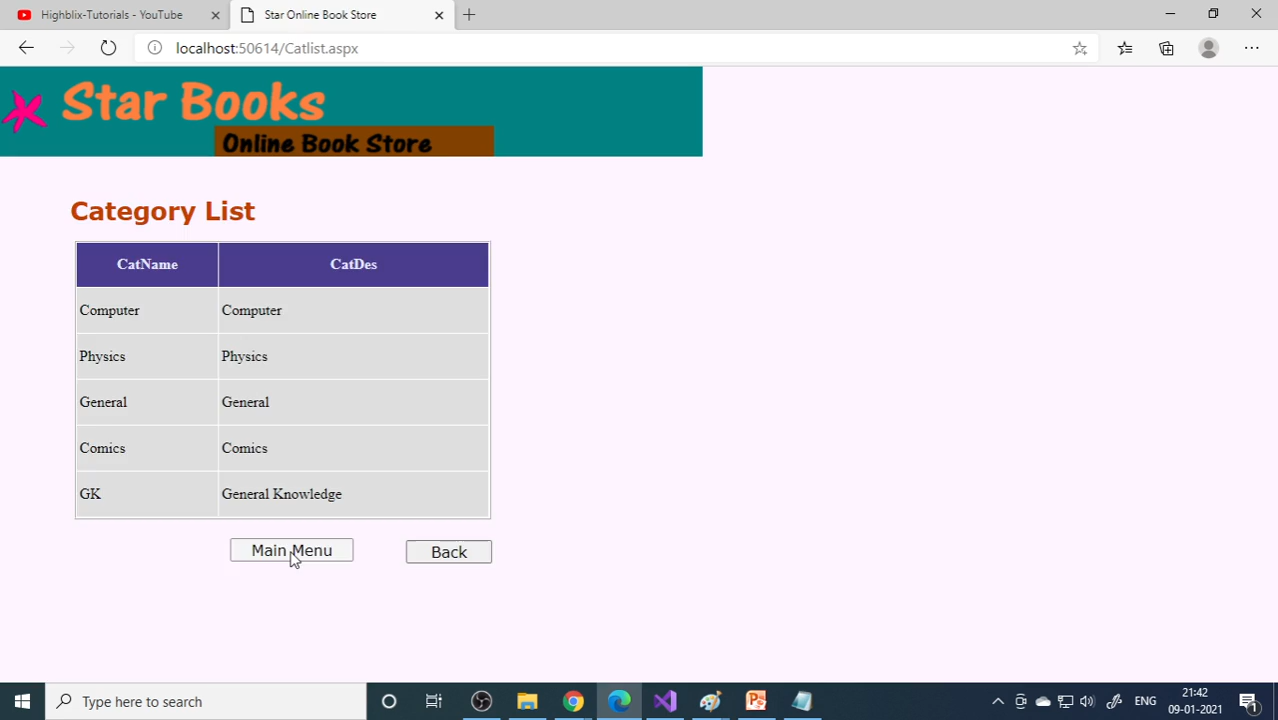 Highblix-Tutorials - YouTube
Star Online Book Store
localhost:50614/Catlist.aspx
Star Books
Online Book Store
Category List
CatName CatDes
Computer Computer
Physics Physics
General General
Comics Comics
GK General Knowledge
Main Menu Back
Type here to search
ENG
21:42
09-01-2021
1